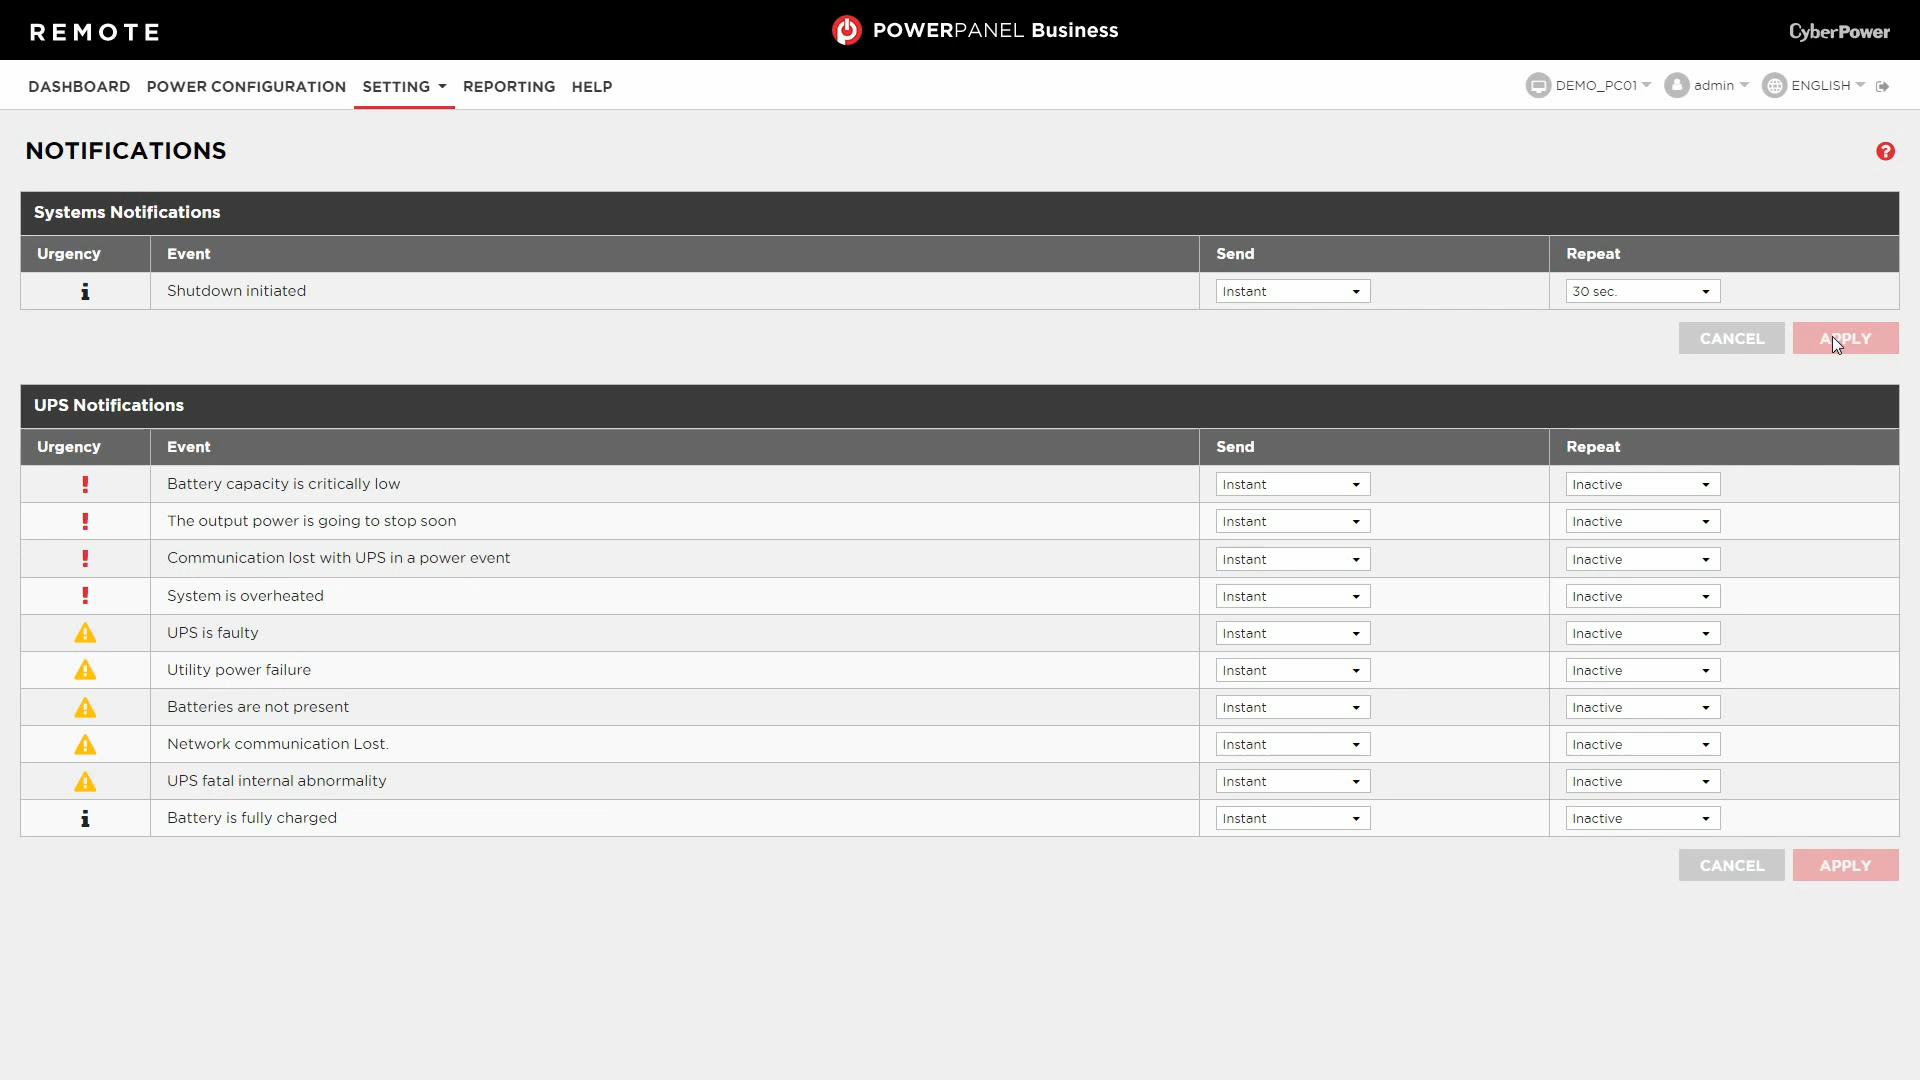 REMOTE
POWERPANEL Business
CyberPower
DASHBOARD POWER CONFIGURATION SETTING REPORTING HELP
DEMO_PC01 admin ENGLISH
NOTIFICATIONS
?
Systems Notifications
Urgency Event Send Repeat
Shutdown initiated Instant 30 sec.
CANCEL APPLY
UPS Notifications
Urgency Event Send Repeat
Battery capacity is critically low Instant Inactive
The output power is going to stop soon Instant Inactive
Communication lost with UPS in a power event Instant Inactive
System is overheated Instant Inactive
UPS is faulty Instant Inactive
Utility power failure Instant Inactive
Batteries are not present Instant Inactive
Network communication Lost. Instant Inactive
UPS fatal internal abnormality Instant Inactive
Battery is fully charged Instant Inactive
CANCEL APPLY